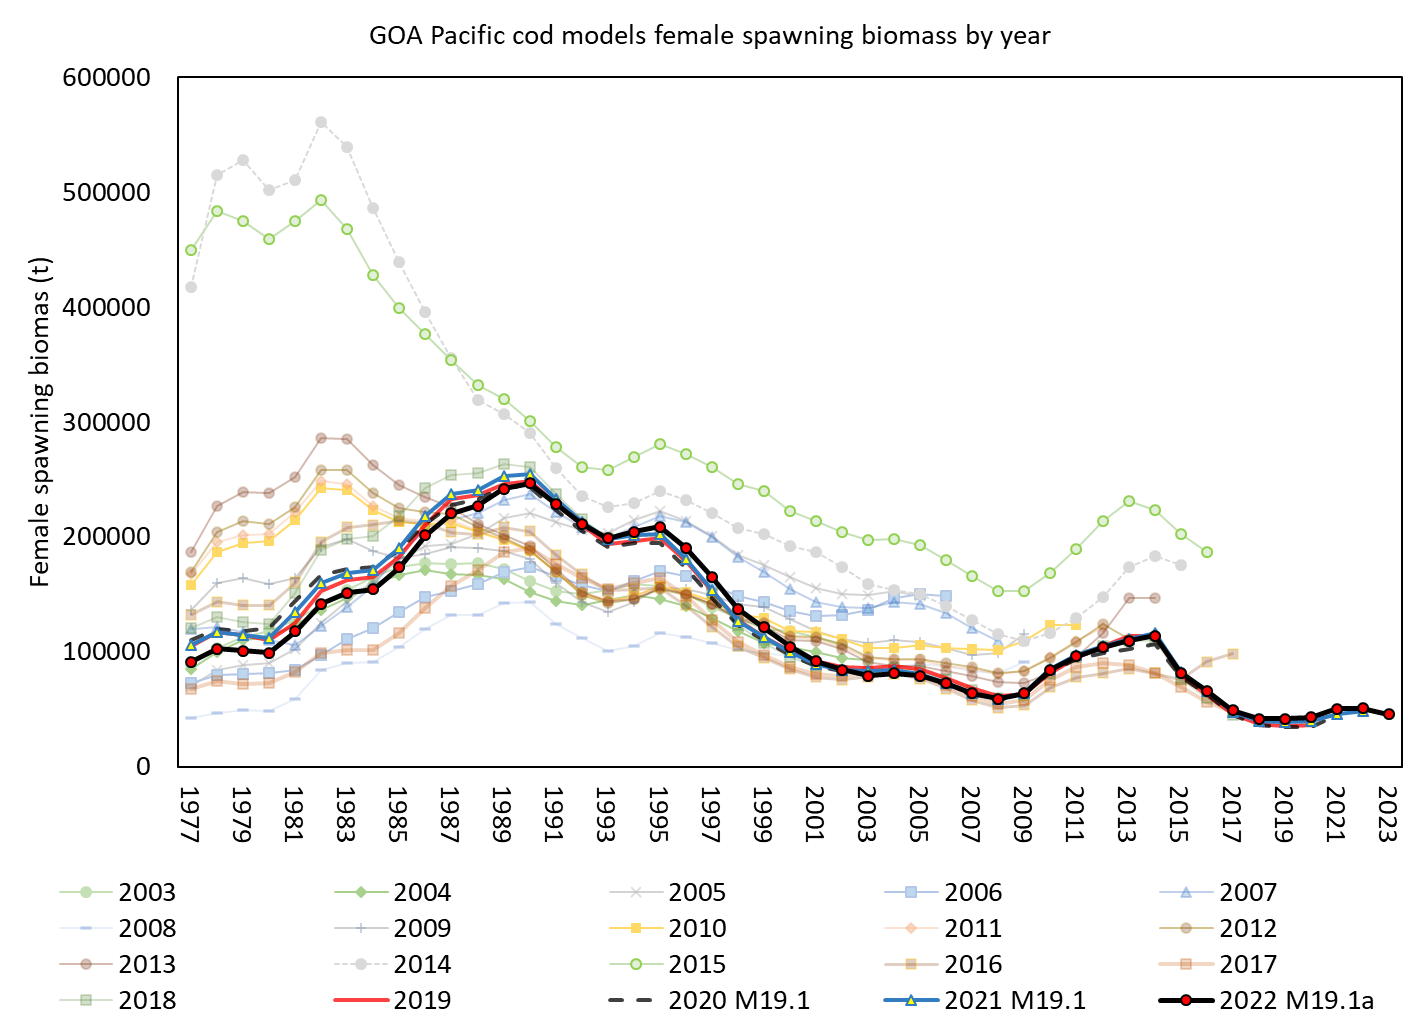 GOA Pacific cod models female spawning biomass by year
Female spawning biomas (t)
600000
500000
400000
300000
200000
100000
0
1977 1979 1981 1983 1985 1987 1989 1991 1993 1995 1997 1999 2001 2003 2005 2007 2009 2011 2013 2015 2017 2019 2021 2023
2003 2004 2005 2006 2007
2008 2009 2010 2011 2012
2013 2014 2015 2016 2017
2018 2019 2020 M19.1 2021 M19.1 2022 M19.1a